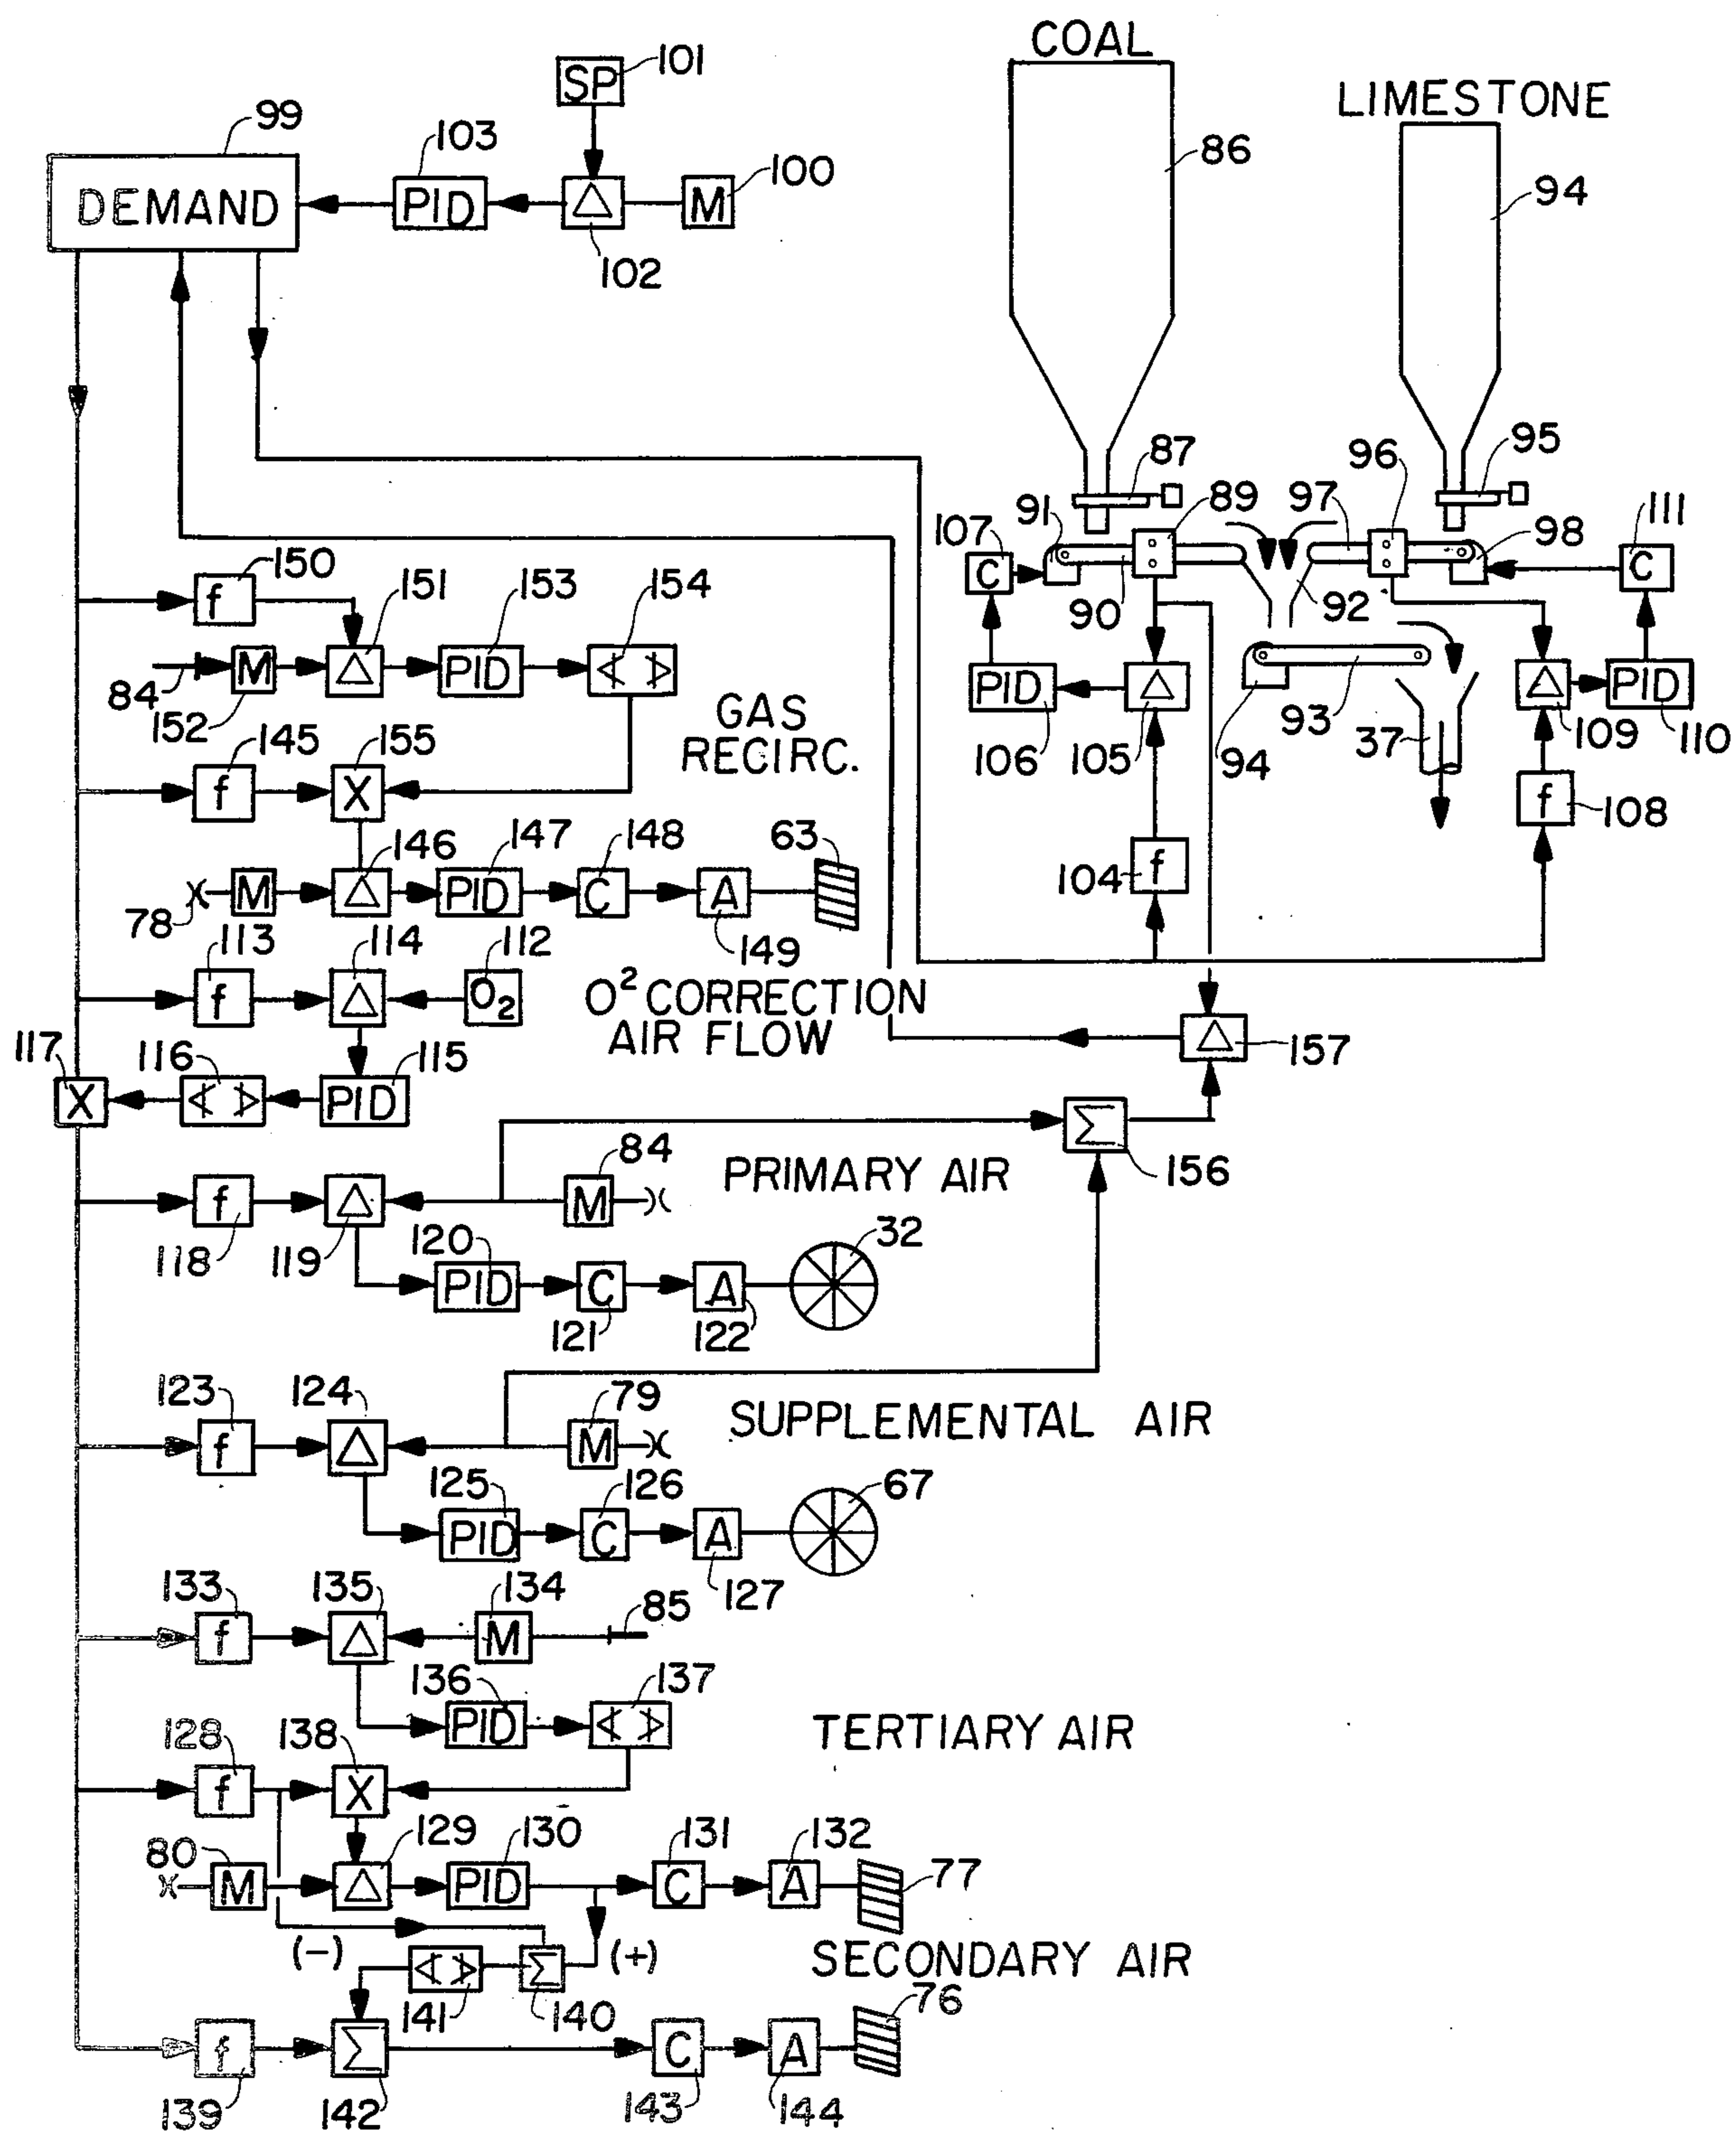 COAL
101
SP
LIMESTONE
99
103
86
100
DEMAND
PID
△
M
94
102
87
96
95
89
97
91
107
98
111
C
C
150
f
151
153
154
90
92
M
△
PID
< >
84
152
GAS
RECIRC.
PID
△
△
PID
93
94
37
109
110
106
105
145
155
f
X
f
108
146
147
148
63
104
f
M
△
PID
C
A
78
149
113
114
112
f
△
O2
O² CORRECTION
AIR FLOW
△
157
117
116
115
X
< >
PID
Σ
156
84
PRIMARY AIR
f
△
M
118
119
120
32
PID
C
A
121
122
123
124
79
SUPPLEMENTAL AIR
f
△
M
125
126
67
PID
C
A
127
133
135
134
85
f
△
M
136
137
PID
< >
TERTIARY AIR
128
138
f
X
129
130
131
132
80
M
△
PID
C
A
77
(-)
(+)
SECONDARY AIR
< >
Σ
76
141
140
f
Σ
C
A
139
142
143
144